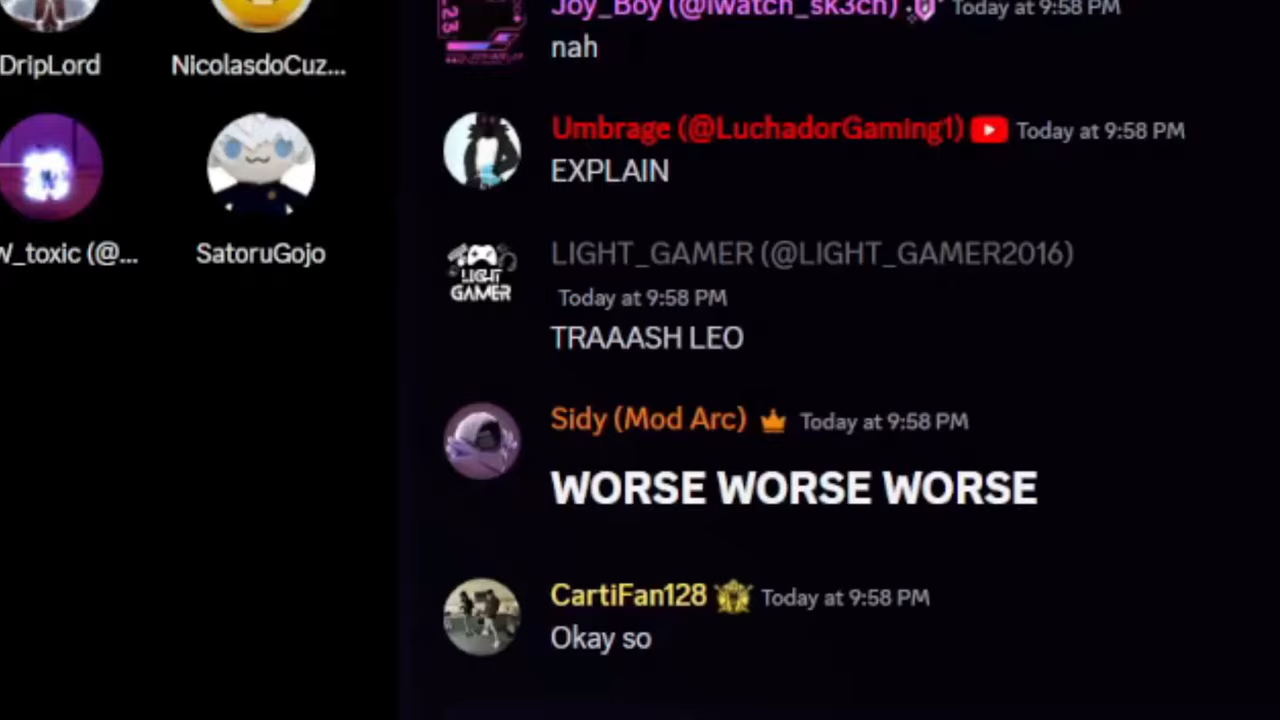 Joy_Boy (@iwatch_sk3ch) Today at 9:58 PM
nah
DripLord
NicolasdoCuz...
Umbrage (@LuchadorGaming1) Today at 9:58 PM
EXPLAIN
W_toxic (@...
SatoruGojo
LIGHT_GAMER (@LIGHT_GAMER2016)
LIGHT
GAMER
Today at 9:58 PM
TRAAASH LEO
Sidy (Mod Arc) Today at 9:58 PM
WORSE WORSE WORSE
CartiFan128 Today at 9:58 PM
Okay so